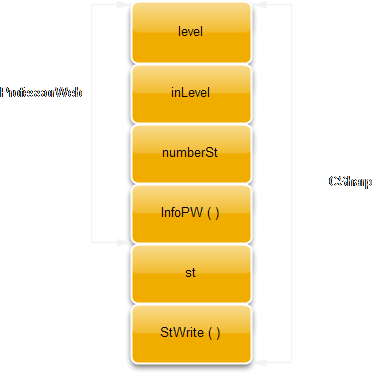 level
inLevel
ProfessorWeb
numberSt
CSharp
InfoPW ( )
st
StWrite ( )